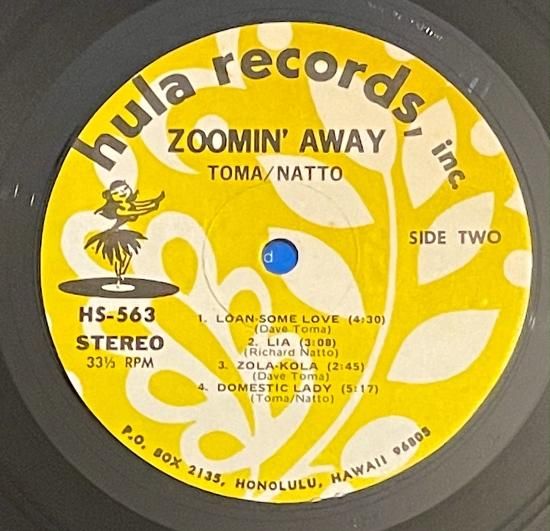 hula records, inc.
ZOOMIN' AWAY
TOMA/NATTO
SIDE TWO
HS-563
STEREO
33⅓ RPM
1. LOAN-SOME LOVE (4:30)
(Dave Toma)
2. LIA (3:08)
(Richard Natto)
3. ZOLA-KOLA (2:45)
(Dave Toma)
4. DOMESTIC LADY (5:17)
(Toma/Natto)
P.O. BOX 2135, HONOLULU, HAWAII 96805
d